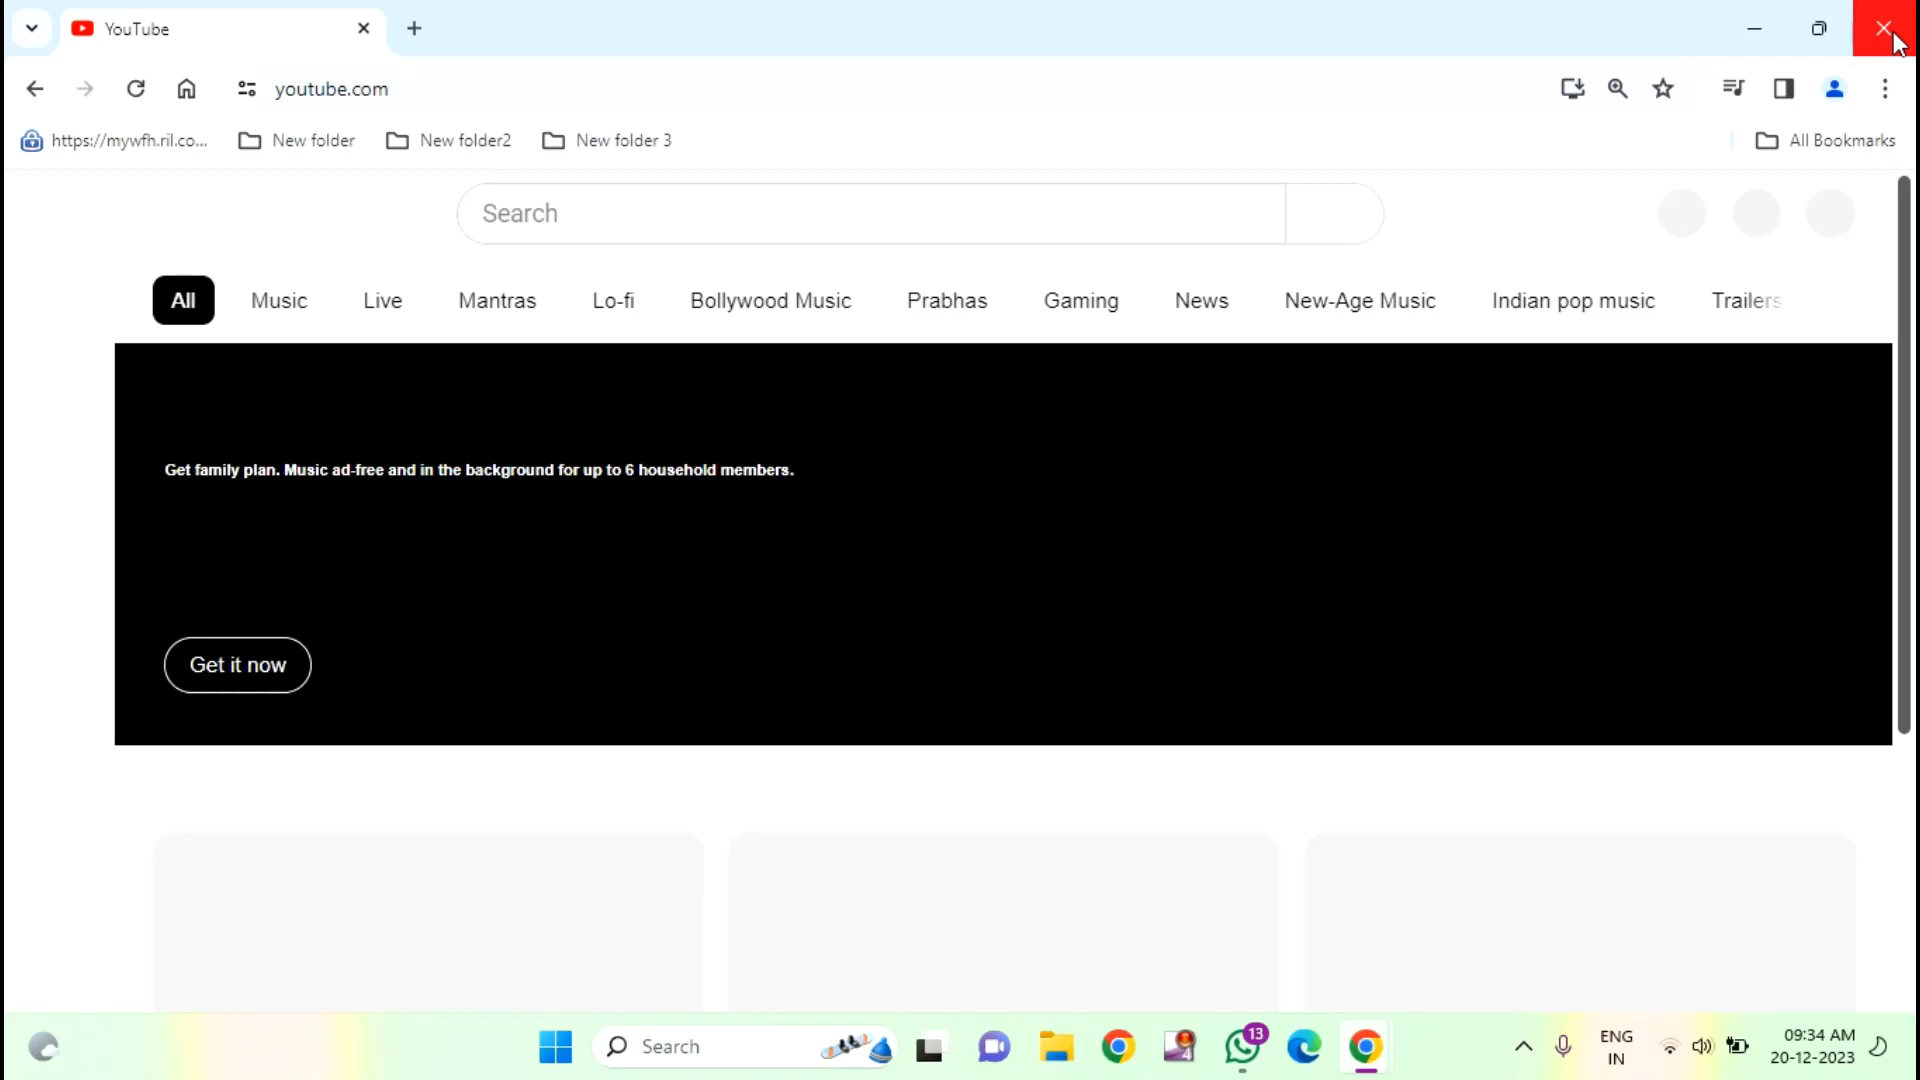 YouTube
youtube.com
https://mywfh.ril.co... New folder New folder2 New folder 3 All Bookmarks
Search
All Music Live Mantras Lo-fi Bollywood Music Prabhas Gaming News New-Age Music Indian pop music Trailers
Get family plan. Music ad-free and in the background for up to 6 household members.
Get it now
Search 4 13 ENG 09:34 AM
IN 20-12-2023